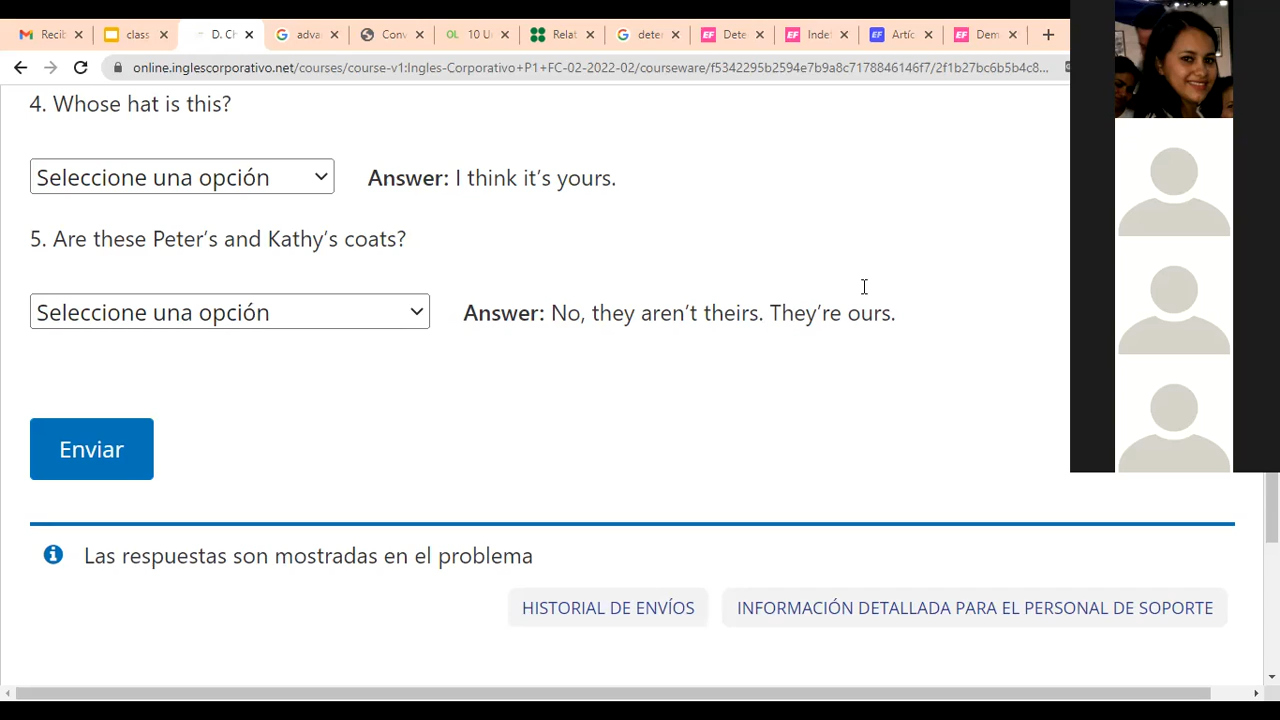 Recib
class
D. Ch
adva
Conv
10 U
Relat
deter
Dete
Indef
Artíc
Dem
online.inglescorporativo.net/courses/course-v1:Ingles-Corporativo+P1+FC-02-2022-02/courseware/f5342295b2594e7b9a8c7178846146f7/2f1b27bc6b5b4c8...
4. Whose hat is this?
Seleccione una opción Answer: I think it’s yours.
5. Are these Peter’s and Kathy’s coats?
Seleccione una opción Answer: No, they aren’t theirs. They’re ours.
Enviar
Las respuestas son mostradas en el problema
HISTORIAL DE ENVÍOS INFORMACIÓN DETALLADA PARA EL PERSONAL DE SOPORTE